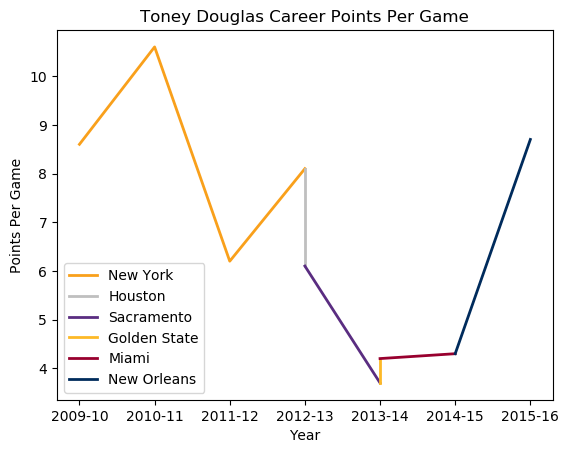 Toney Douglas Career Points Per Game
Points Per Game
10
9
8
7
6
5
4
New York
Houston
Sacramento
Golden State
Miami
New Orleans
2009-10 2010-11 2011-12 2012-13 2013-14 2014-15 2015-16
Year